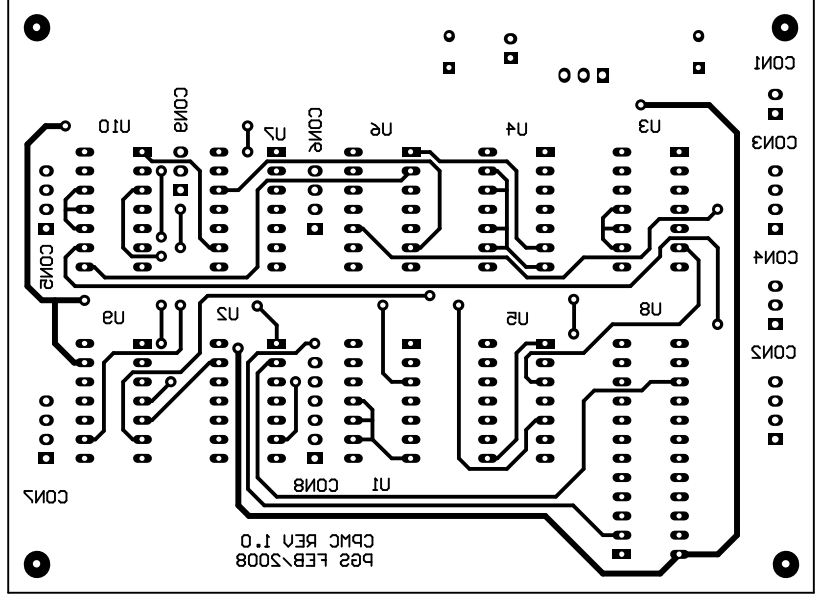 CON1
U10
CON9
U7
CON6
U6
U4
U3
CON3
CON5
CON4
U9
U2
U5
U8
CON2
CON7
CON8
U1
CPMC REV 1.0
PGS FEB/2008